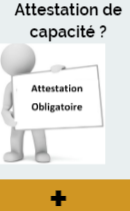 Attestation de
capacité ?
Attestation
Obligatoire
+